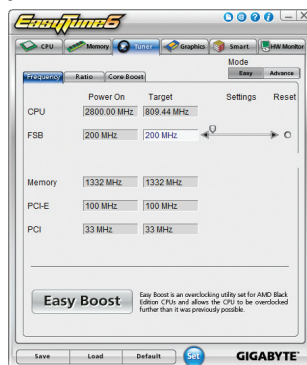 EasyTune6
CPU Memory Tuner Graphics Smart HW Monitor
Mode
Easy Advance
Frequency Ratio Core Boost
Power On Target Settings Reset
CPU 2800.00 MHz 809.44 MHz
FSB 200 MHz 200 MHz
Memory 1332 MHz 1332 MHz
PCI-E 100 MHz 100 MHz
PCI 33 MHz 33 MHz
Easy Boost
Easy Boost is an overclocking utility set for AMD Black
Edition CPUs and allows the CPU to be overclocked
further than it was previously possible.
Save Load Default Set GIGABYTE